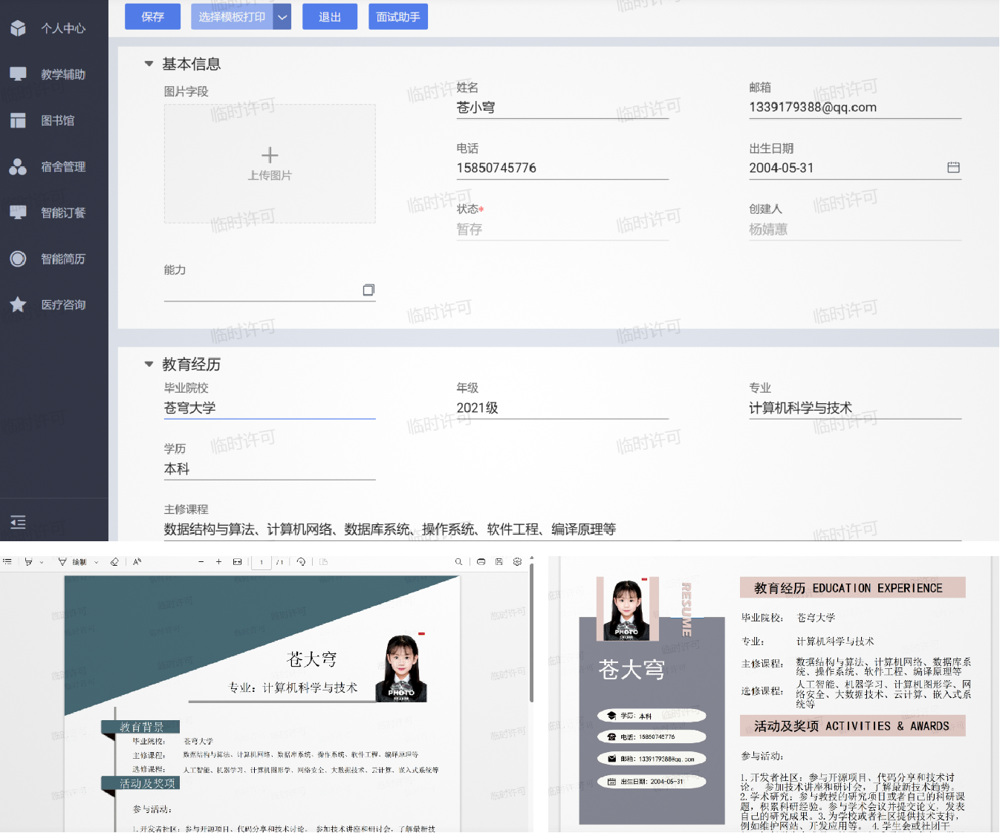 保存
选择模板打印
退出
面试助手
个人中心
教学辅助
图书馆
宿舍管理
智能订餐
智能简历
医疗咨询
基本信息
图片字段
上传图片
姓名
苍小穹
邮箱
1339179388@qq.com
电话
15850745776
出生日期
2004-05-31
状态*
暂存
创建人
杨婧蕙
能力
教育经历
毕业院校
苍穹大学
年级
2021级
专业
计算机科学与技术
学历
本科
主修课程
数据结构与算法、计算机网络、数据库系统、操作系统、软件工程、编译原理等
临时许可
绘制
1
/1
苍大穹
专业：计算机科学与技术
PHOTO
教育背景
毕业院校： 苍穹大学
主修课程： 数据结构与算法、计算机网络、数据库系统、操作系统、软件工程、编译原理等
选修课程： 人工智能、机器学习、计算机图形学、网络安全、大数据技术、云计算、嵌入式系统等
活动及奖项
参与活动：
1.开发者社区：参与开源项目、代码分享和技术讨论。 参加技术讲座和研讨会，了解最新技
PHOTO
RESUME
苍大穹
学历：本科
电话：15850745776
邮箱：1339179388@qq.com
出生日期：2004-05-31
教育经历 EDUCATION EXPERIENCE
毕业院校： 苍穹大学
专业： 计算机科学与技术
主修课程： 数据结构与算法、计算机网络、数据库系
统、操作系统、软件工程、编译原理等
选修课程： 人工智能、机器学习、计算机图形学、网
络安全、大数据技术、云计算、嵌入式系
统等
活动及奖项 ACTIVITIES & AWARDS
参与活动：
1.开发者社区：参与开源项目、代码分享和技术讨
论。 参加技术讲座和研讨会，了解最新技术趋势。
2.学术研究：参与教授的研究项目或者自己的科研课
题，积累科研经验。参与学术会议并提交论文，发表
自己的研究成果。3.为学校或者社区提供技术支持，
例如维护网站、开发应用等。 4.学生会或社团干